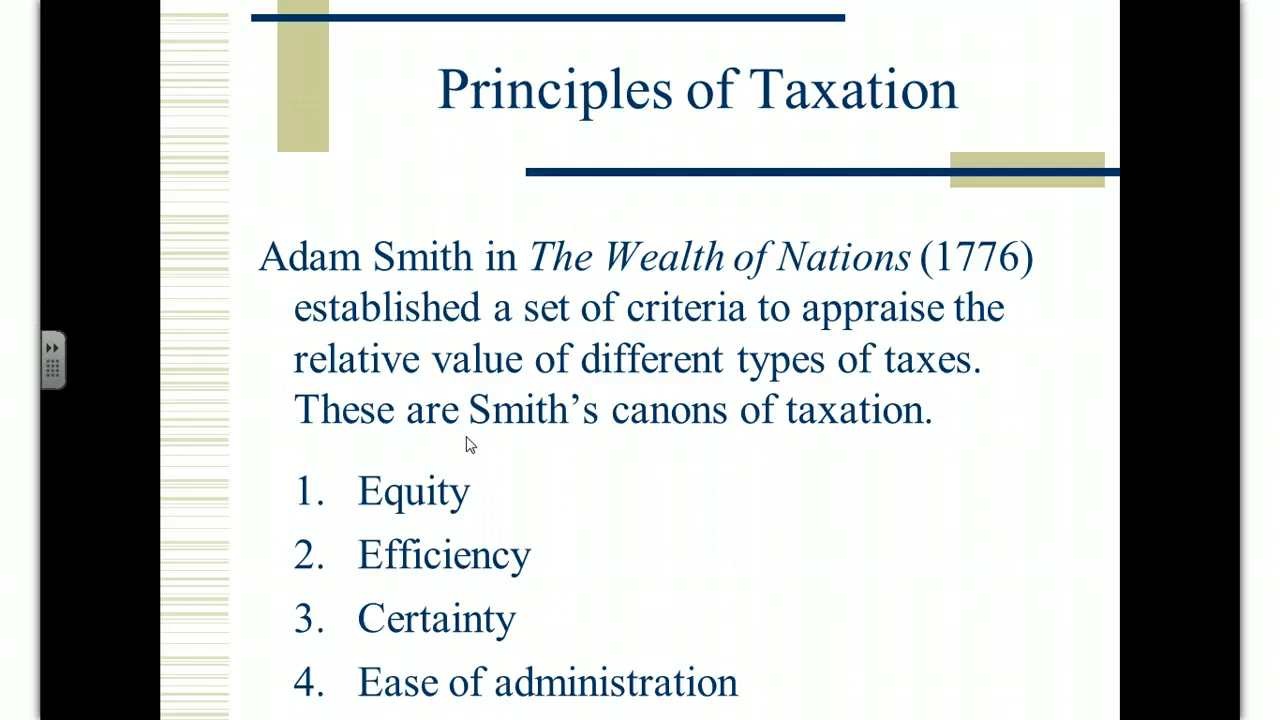 Principles of Taxation
Adam Smith in The Wealth of Nations (1776)
established a set of criteria to appraise the
relative value of different types of taxes.
These are Smith’s canons of taxation.
1. Equity
2. Efficiency
3. Certainty
4. Ease of administration